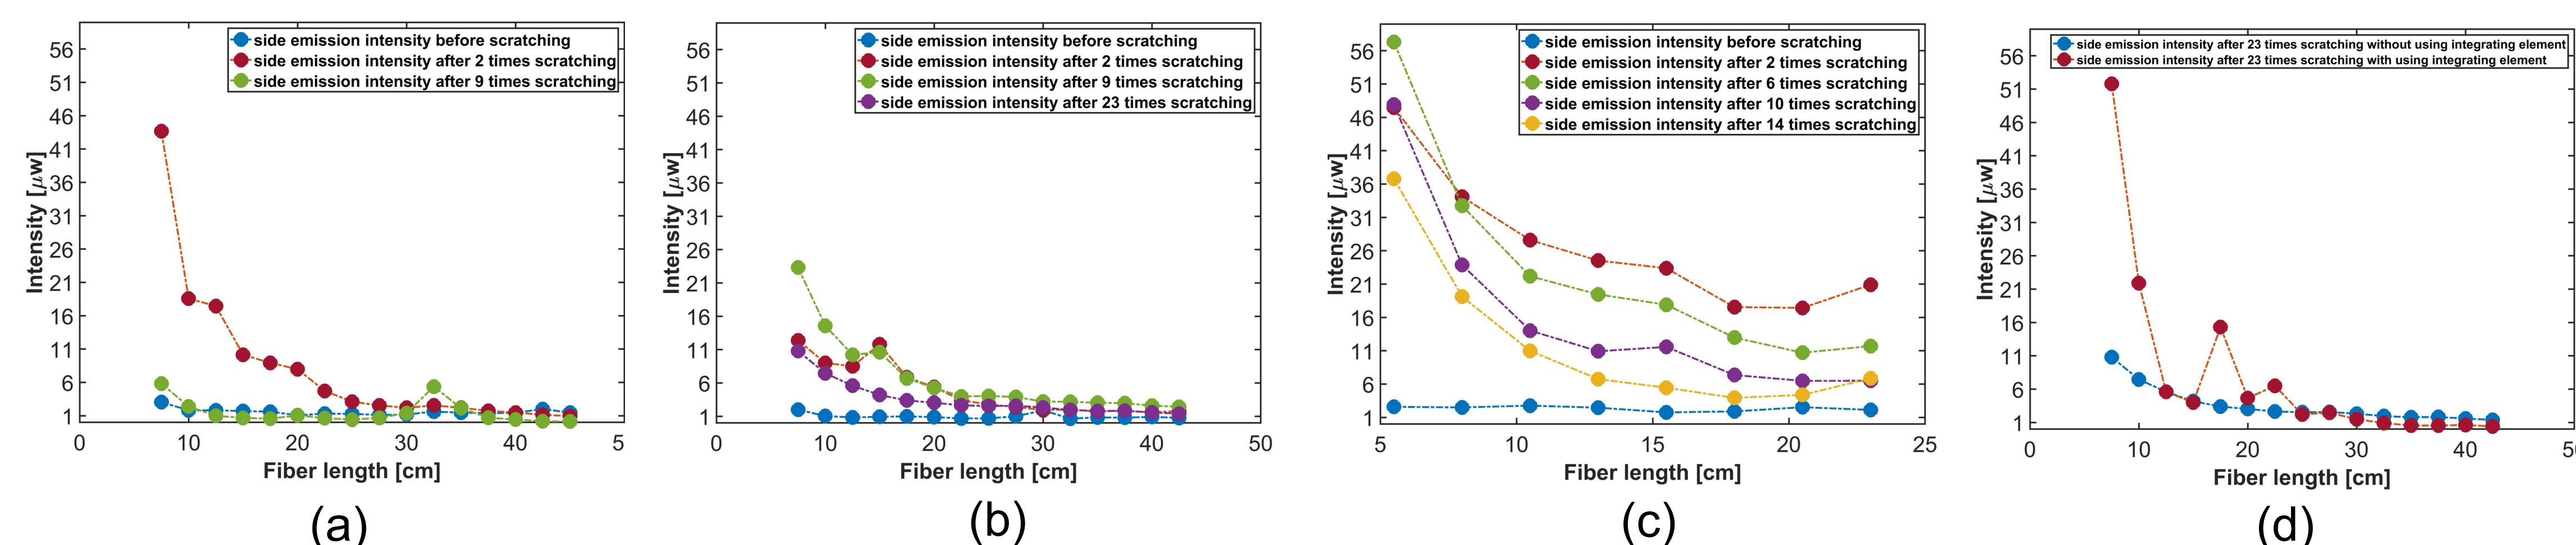 56
51
46
41
36
31
26
21
16
11
6
1
Intensity [μw]
side emission intensity before scratching
side emission intensity after 2 times scratching
side emission intensity after 9 times scratching
0 10 20 30 40 5
Fiber length [cm]
(a)
56
51
46
41
36
31
26
21
16
11
6
1
Intensity [μw]
side emission intensity before scratching
side emission intensity after 2 times scratching
side emission intensity after 9 times scratching
side emission intensity after 23 times scratching
0 10 20 30 40 50
Fiber length [cm]
(b)
56
51
46
41
36
31
26
21
16
11
6
1
Intensity [μw]
side emission intensity before scratching
side emission intensity after 2 times scratching
side emission intensity after 6 times scratching
side emission intensity after 10 times scratching
side emission intensity after 14 times scratching
5 10 15 20 25
Fiber length [cm]
(c)
56
51
46
41
36
31
26
21
16
11
6
1
Intensity [μw]
side emission intensity after 23 times scratching without using integrating element
side emission intensity after 23 times scratching with using integrating element
0 10 20 30 40 50
Fiber length [cm]
(d)